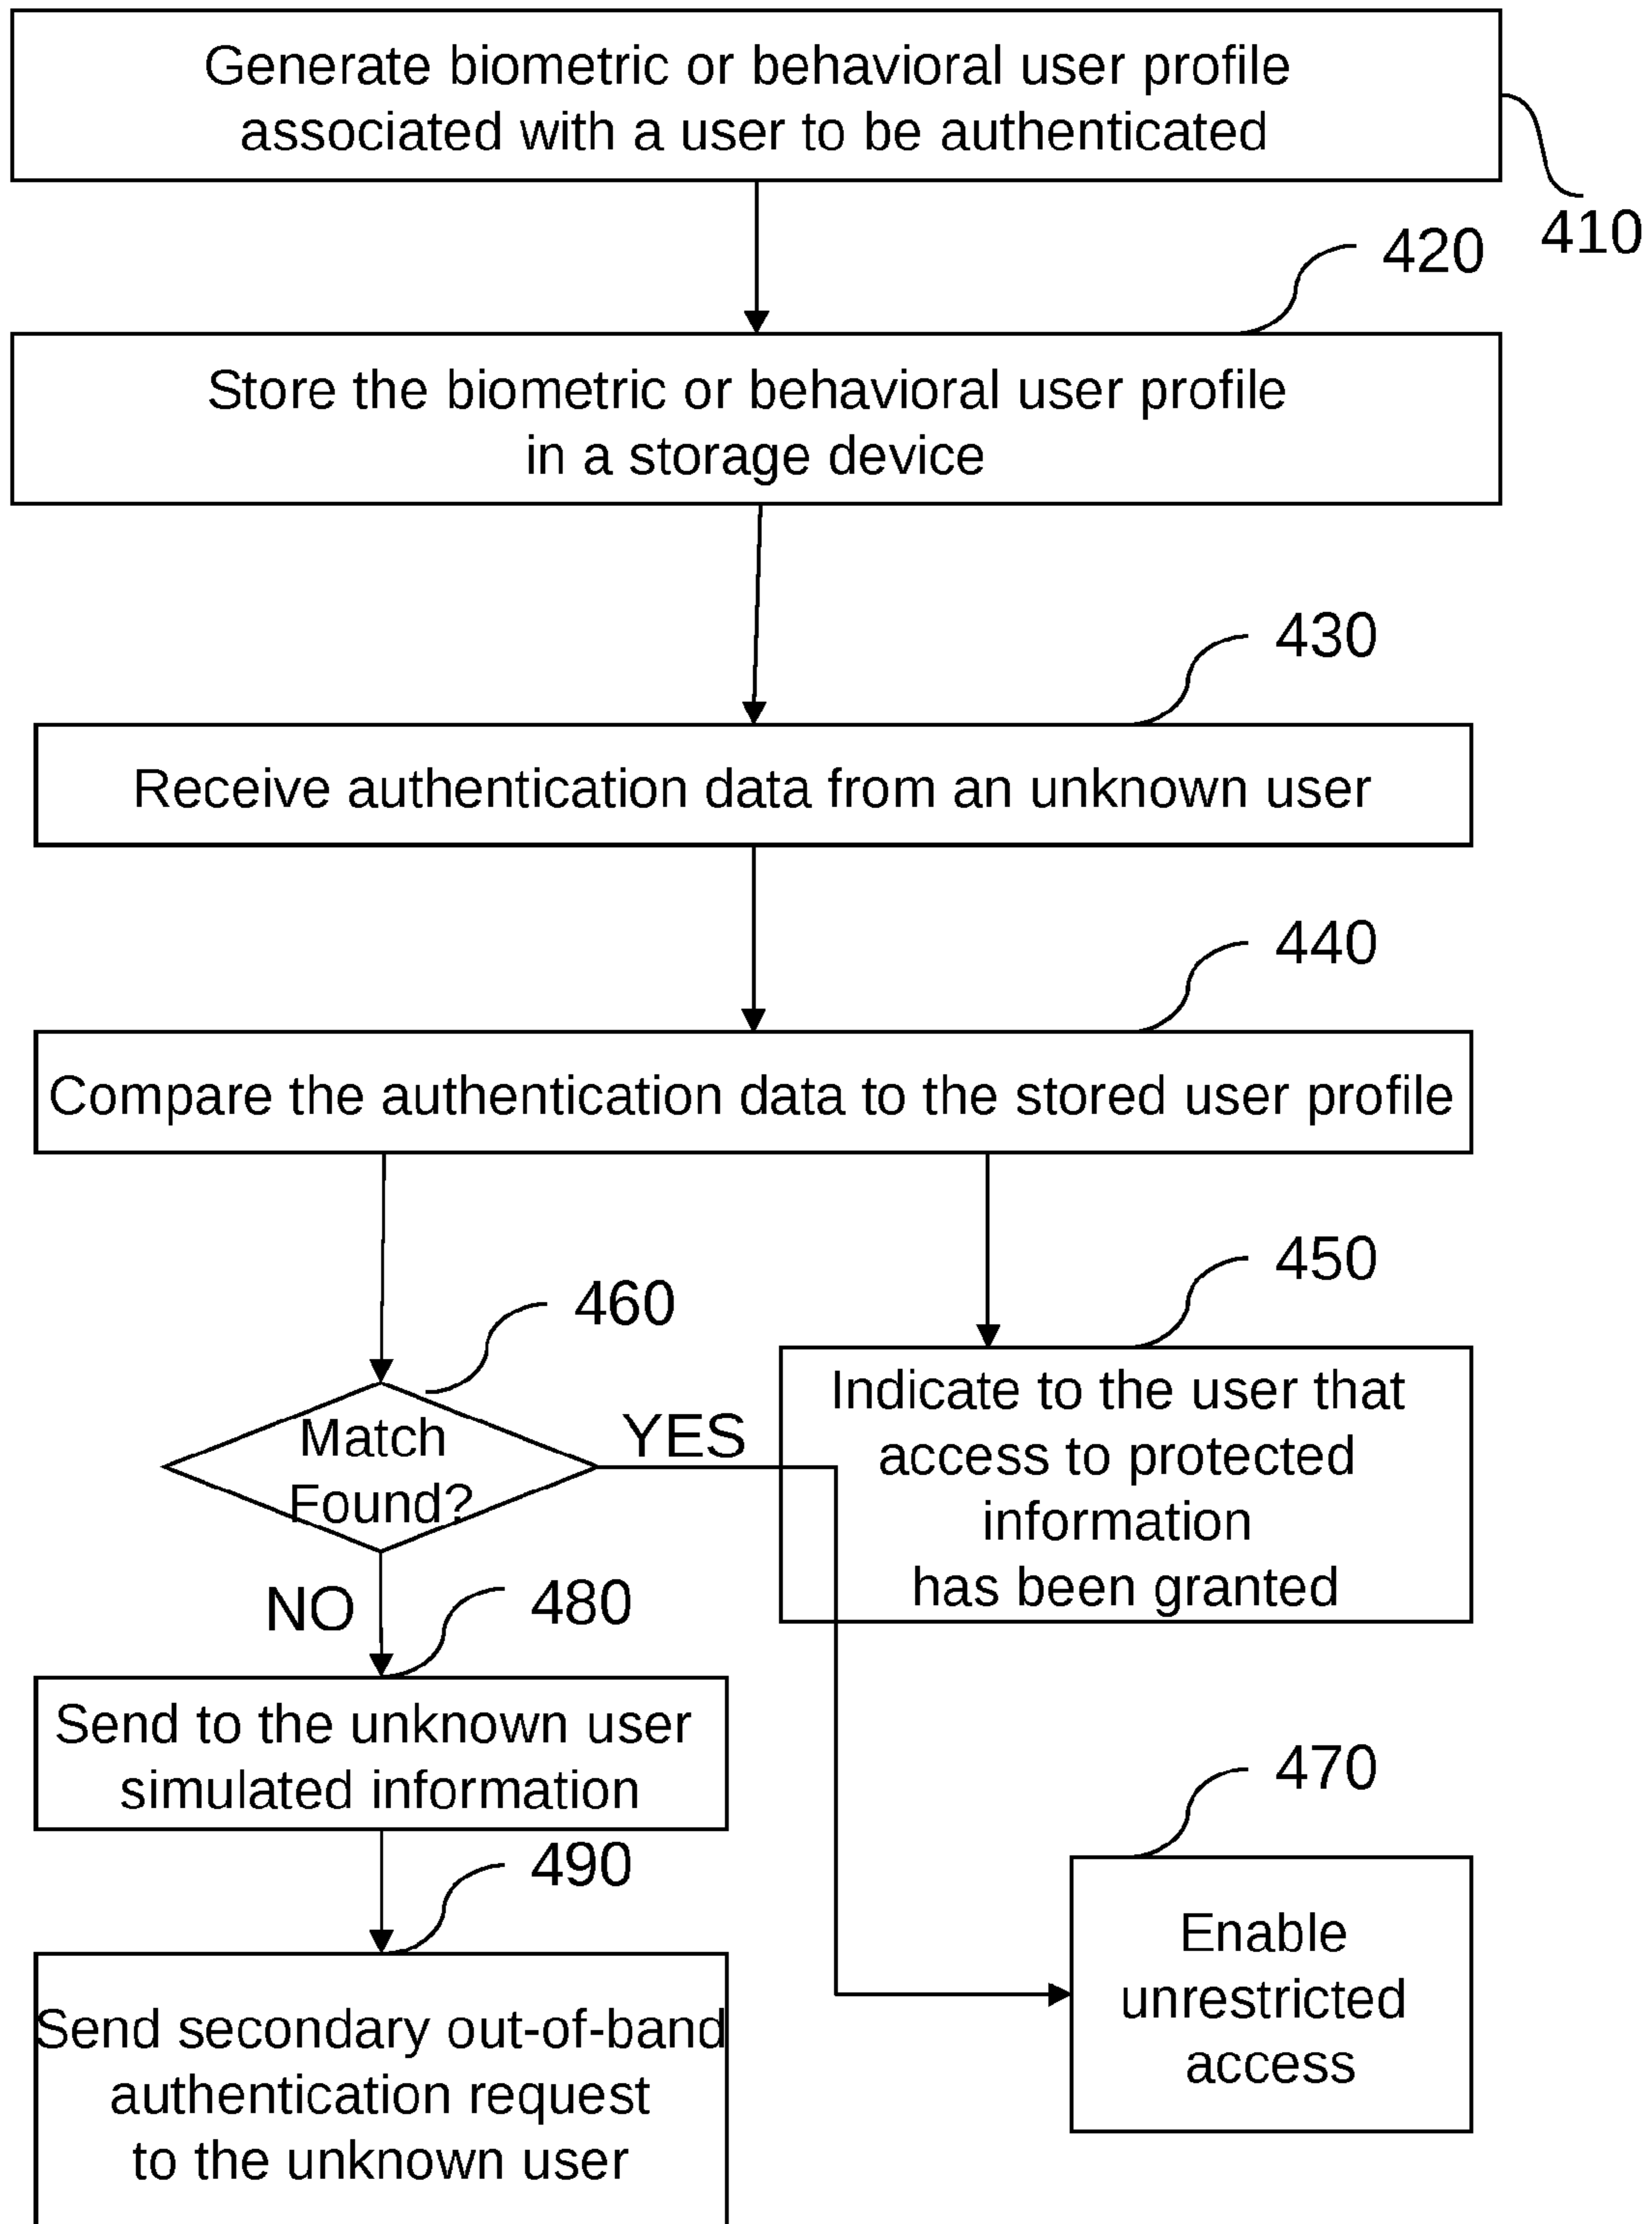 Generate biometric or behavioral user profile
associated with a user to be authenticated
410
420
Store the biometric or behavioral user profile
in a storage device
430
Receive authentication data from an unknown user
440
Compare the authentication data to the stored user profile
450
460
Indicate to the user that
access to protected
information
has been granted
Match
Found?
YES
NO
480
Send to the unknown user
simulated information
470
Enable
unrestricted
access
490
Send secondary out-of-band
authentication request
to the unknown user